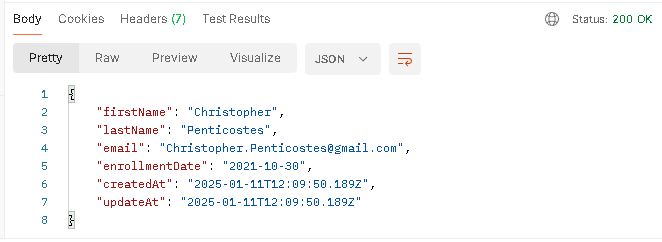 Body Cookies Headers (7) Test Results Status: 200 OK
Pretty Raw Preview Visualize JSON
1 {
2 "firstName": "Christopher",
3 "lastName": "Penticostes",
4 "email": "Christopher.Penticostes@gmail.com",
5 "enrollmentDate": "2021-10-30",
6 "createdAt": "2025-01-11T12:09:50.189Z",
7 "updateAt": "2025-01-11T12:09:50.189Z"
8 }